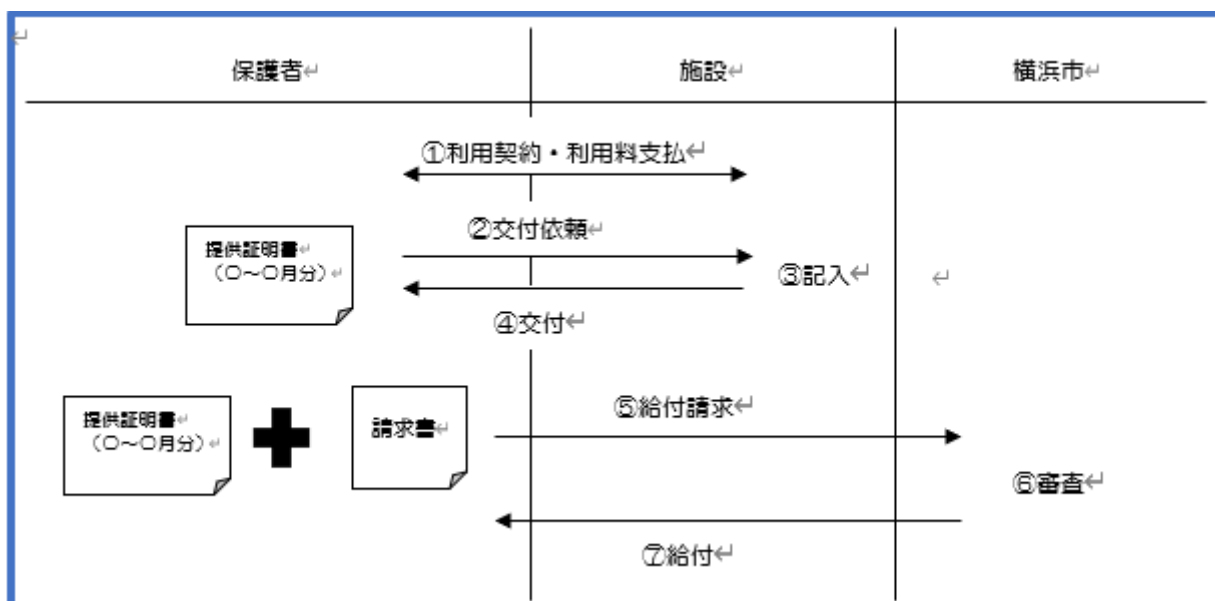 保護者
施設
横浜市
①利用契約・利用料支払
②交付依頼
提供証明書
（〇～〇月分）
③記入
④交付
提供証明書
（〇～〇月分）
請求書
⑤給付請求
⑥審査
⑦給付